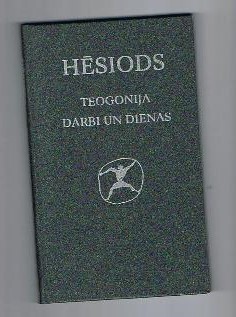 HĒSIODS
TEOGONIJA
DARBI UN DIENAS